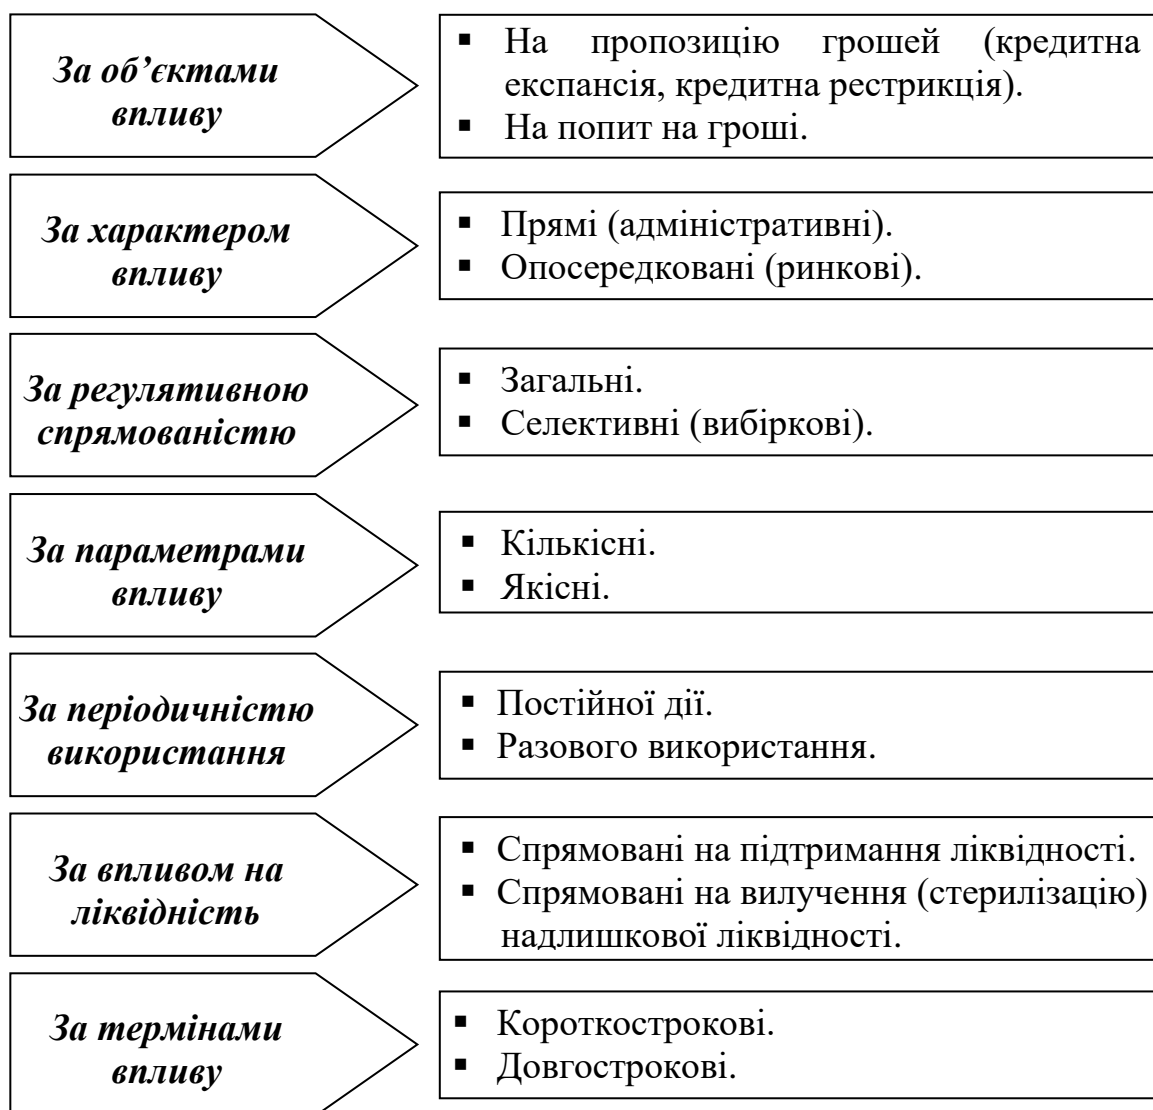 За об’єктами
впливу
▪ На пропозицію грошей (кредитна
експансія, кредитна рестрикція).
▪ На попит на гроші.
За характером
впливу
▪ Прямі (адміністративні).
▪ Опосередковані (ринкові).
За регулятивною
спрямованістю
▪ Загальні.
▪ Селективні (вибіркові).
За параметрами
впливу
▪ Кількісні.
▪ Якісні.
За періодичністю
використання
▪ Постійної дії.
▪ Разового використання.
За впливом на
ліквідність
▪ Спрямовані на підтримання ліквідності.
▪ Спрямовані на вилучення (стерилізацію)
надлишкової ліквідності.
За термінами
впливу
▪ Короткострокові.
▪ Довгострокові.